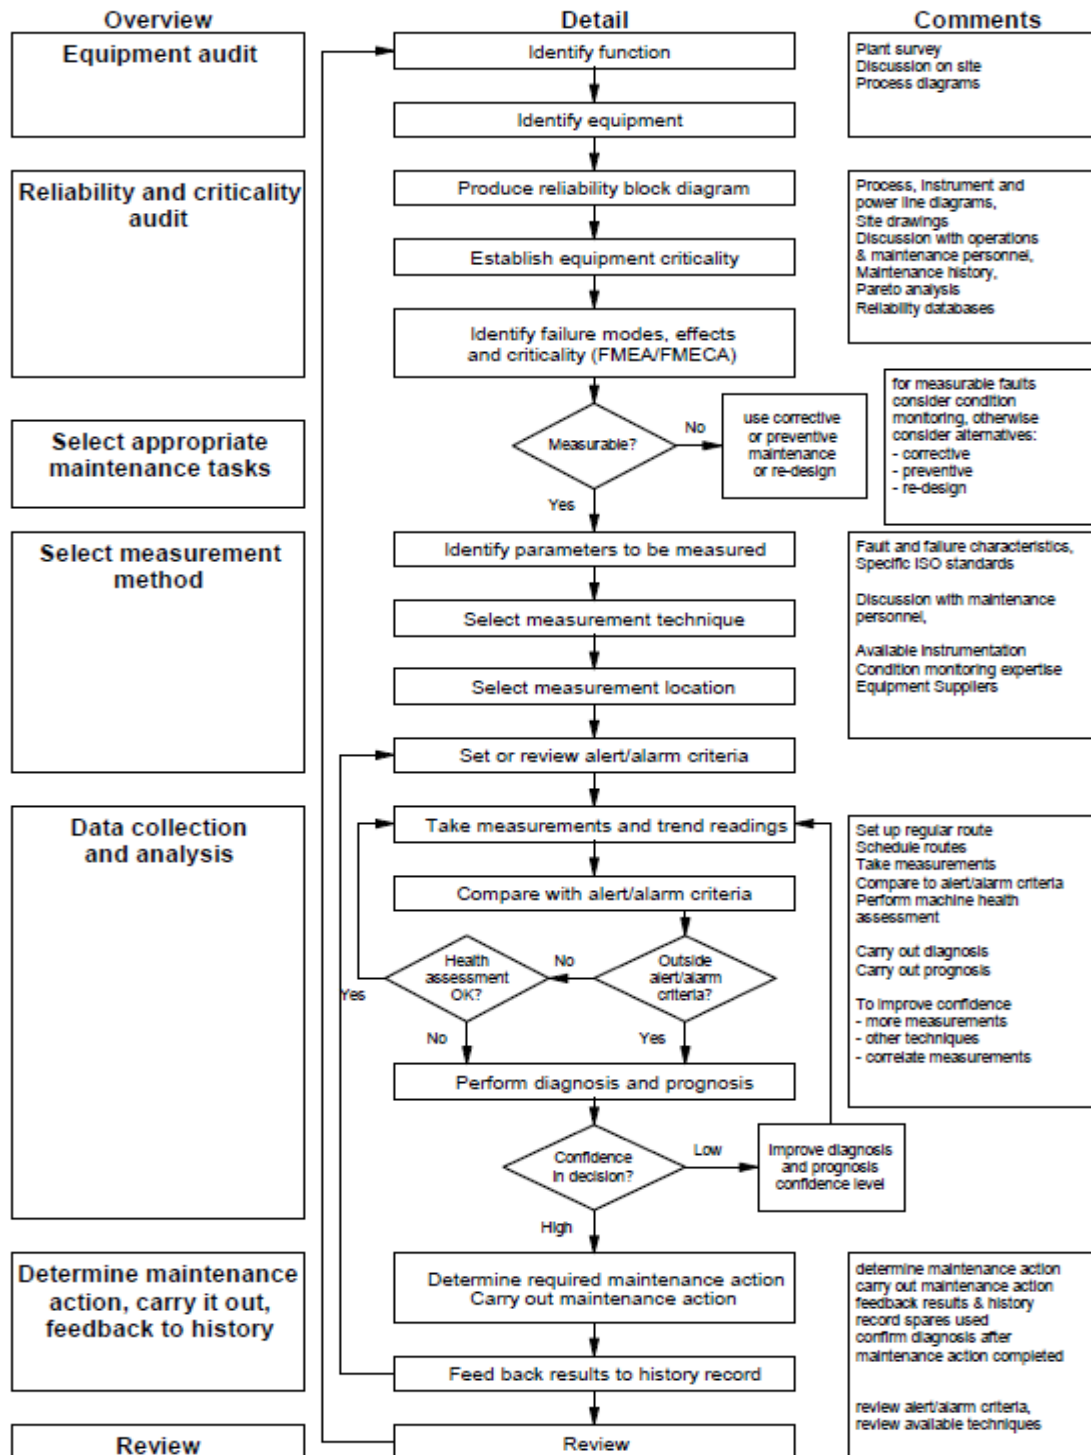 Overview
Detail
Comments
Equipment audit
Identify function
Plant survey
Discussion on site
Process diagrams
Identify equipment
Reliability and criticality
audit
Produce reliability block diagram
Process, Instrument and
power line diagrams,
Site drawings
Discussion with operations
& maintenance personnel,
Maintenance history,
Pareto analysis
Reliability databases
Establish equipment criticality
Identify failure modes, effects
and criticality (FMEA/FMECA)
Select appropriate
maintenance tasks
Measurable?
No
use corrective
or preventive
maintenance
or re-design
for measurable faults
consider condition
monitoring, otherwise
consider alternatives:
- corrective
- preventive
- re-design
Yes
Select measurement
method
Identify parameters to be measured
Fault and failure characteristics,
Specific ISO standards
Discussion with maintenance
personnel,
Available Instrumentation
Condition monitoring expertise
Equipment Suppliers
Select measurement technique
Select measurement location
Set or review alert/alarm criteria
Data collection
and analysis
Take measurements and trend readings
Set up regular route
Schedule routes
Take measurements
Compare to alert/alarm criteria
Perform machine health
assessment
Carry out diagnosis
Carry out prognosis
To improve confidence
- more measurements
- other techniques
- correlate measurements
Compare with alert/alarm criteria
Health
assessment
OK?
No
Outside
alert/alarm
criteria?
Yes
No
Yes
Perform diagnosis and prognosis
Confidence
in decision?
Low
Improve diagnosis
and prognosis
confidence level
High
Determine maintenance
action, carry it out,
feedback to history
Determine required maintenance action
Carry out maintenance action
determine maintenance action
carry out maintenance action
feedback results & history
record spares used
confirm diagnosis after
maintenance action completed
review alert/alarm criteria,
review available techniques
Feed back results to history record
Review
Review